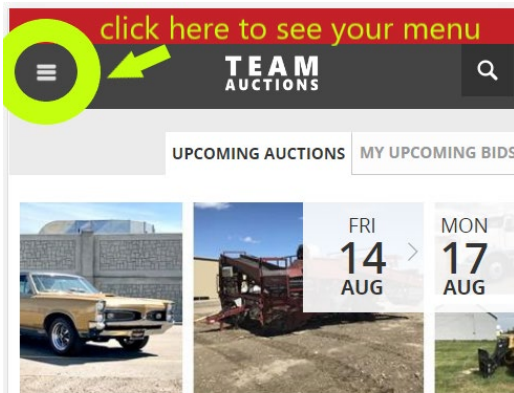 click here to see your menu
TEAM
AUCTIONS
UPCOMING AUCTIONS
MY UPCOMING BIDS
FRI
14
AUG
MON
17
AUG